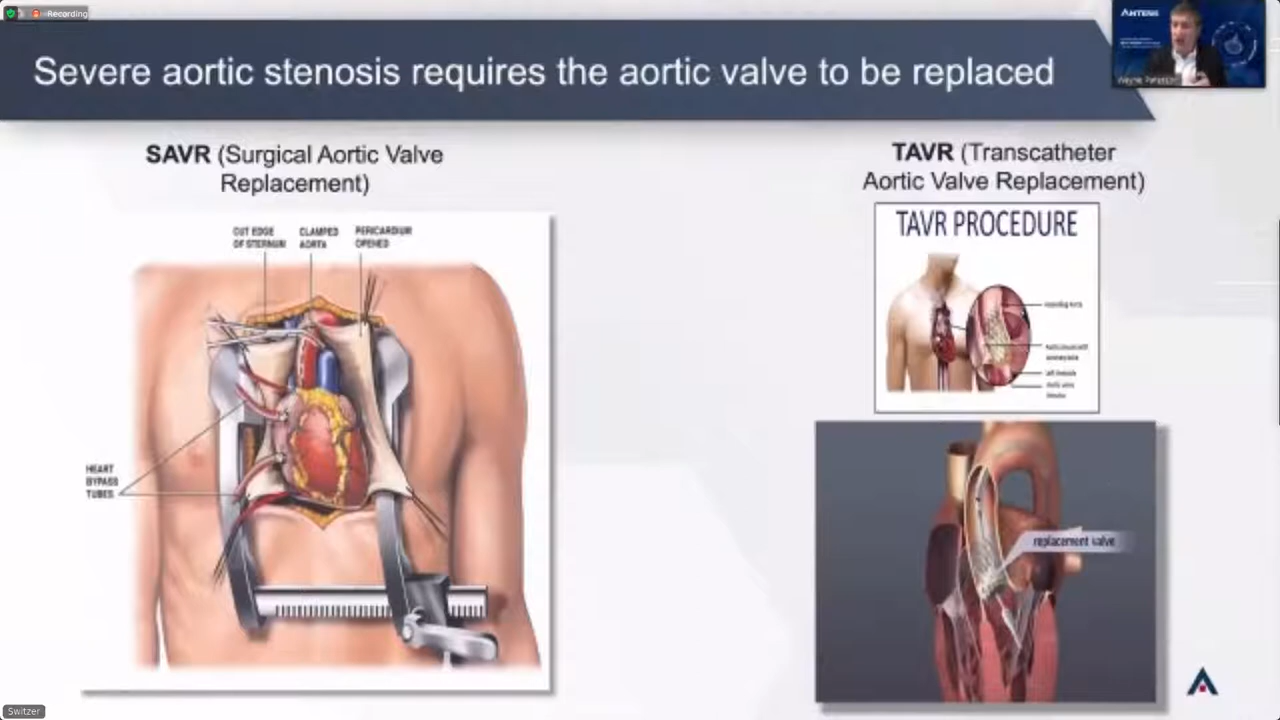 Recording
Severe aortic stenosis requires the aortic valve to be replaced
ANTERIS
SAVR (Surgical Aortic Valve
Replacement)
CUT EDGE
OF STERNUM
CLAMPED
AORTA
PERICARDIUM
OPENED
HEART
BYPASS
TUBES
TAVR (Transcatheter
Aortic Valve Replacement)
TAVR PROCEDURE
replacement valve
Switzer